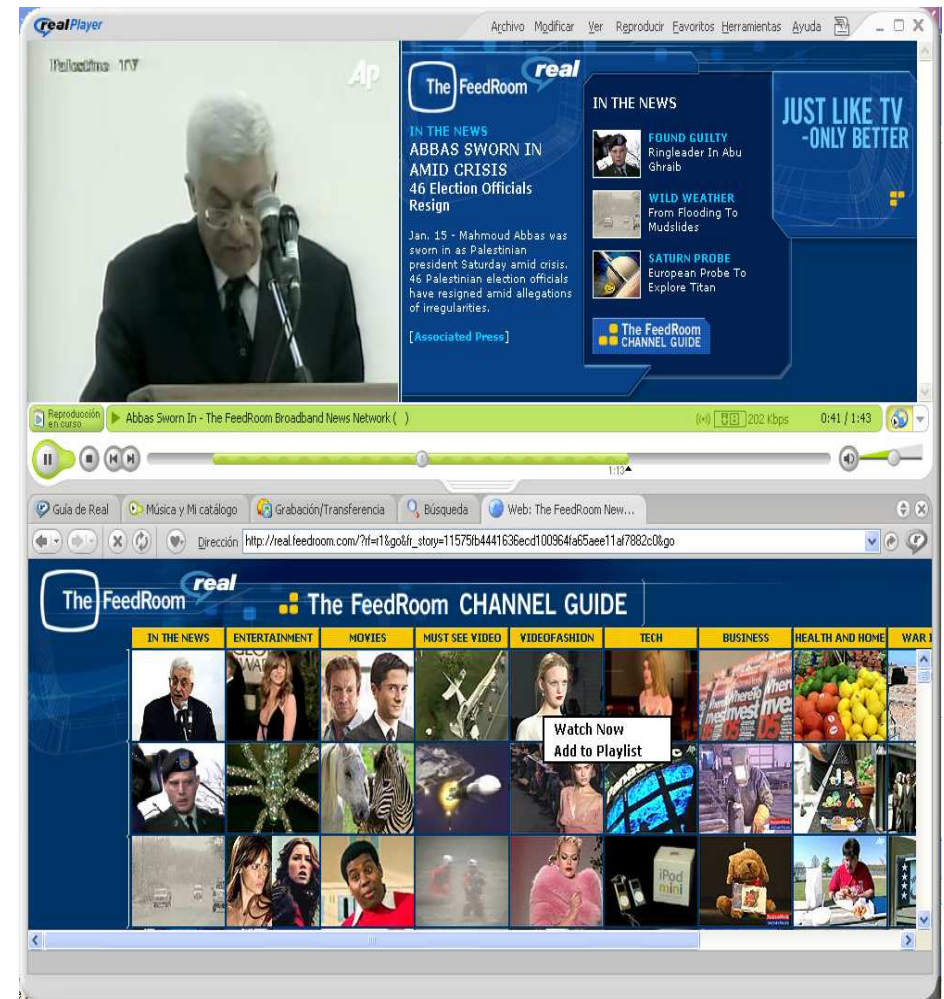 realPlayer
Archivo Modificar Ver Reproducir Favoritos Herramientas Ayuda
Palestine TV
AP
The FeedRoom real
IN THE NEWS
ABBAS SWORN IN
AMID CRISIS
46 Election Officials
Resign
Jan. 15 - Mahmoud Abbas was
sworn in as Palestinian
president Saturday amid crisis.
46 Palestinian election officials
have resigned amid allegations
of irregularities.
[Associated Press]
IN THE NEWS
FOUND GUILTY
Ringleader In Abu
Ghraib
WILD WEATHER
From Flooding To
Mudslides
SATURN PROBE
European Probe To
Explore Titan
The FeedRoom
CHANNEL GUIDE
JUST LIKE TV
-ONLY BETTER
Reproducción
en curso
Abbas Sworn In - The FeedRoom Broadband News Network ( )
202 Kbps 0:41 / 1:43
1:13
Guía de Real Música y Mi catálogo Grabación/Transferencia Búsqueda Web: The FeedRoom New...
Dirección http://real.feedroom.com/?rf=r1&go&fr_story=11575fb4441636ecd100964fa65aee11af7882c0&go
The FeedRoom real
The FeedRoom CHANNEL GUIDE
IN THE NEWS ENTERTAINMENT MOVIES MUST SEE VIDEO VIDEOFASHION TECH BUSINESS HEALTH AND HOME WAR
Watch Now
Add to Playlist
iPod
mini